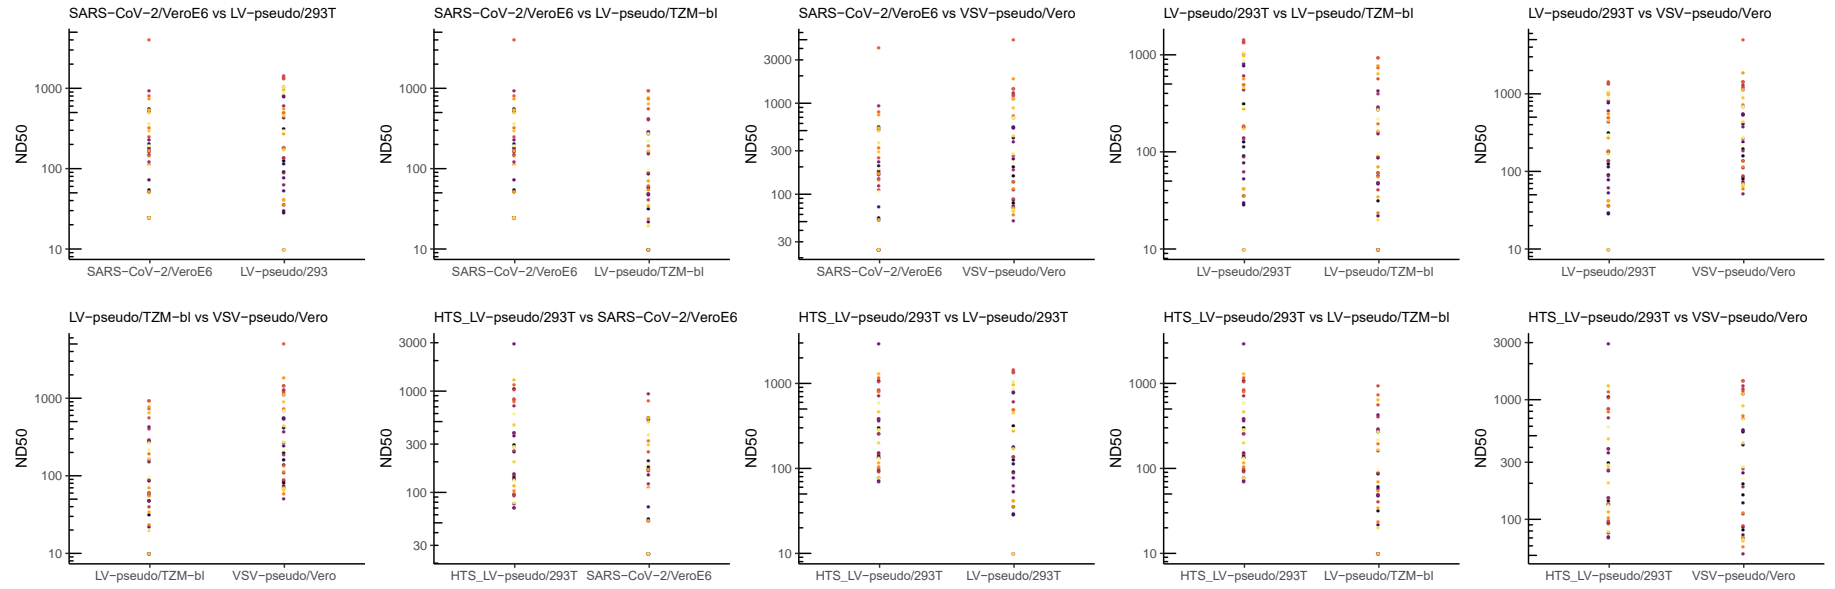 SARS−CoV−2/VeroE6 vs LV−pseudo/293T
ND50
1000
100
10
SARS−CoV−2/VeroE6 LV−pseudo/293
SARS−CoV−2/VeroE6 vs LV−pseudo/TZM−bl
ND50
1000
100
10
SARS−CoV−2/VeroE6 LV−pseudo/TZM−bl
SARS−CoV−2/VeroE6 vs VSV−pseudo/Vero
ND50
3000
1000
300
100
30
SARS−CoV−2/VeroE6 VSV−pseudo/Vero
LV−pseudo/293T vs LV−pseudo/TZM−bl
ND50
1000
100
10
LV−pseudo/293T LV−pseudo/TZM−bl
LV−pseudo/293T vs VSV−pseudo/Vero
ND50
1000
100
10
LV−pseudo/293T VSV−pseudo/Vero
LV−pseudo/TZM−bl vs VSV−pseudo/Vero
ND50
1000
100
10
LV−pseudo/TZM−bl VSV−pseudo/Vero
HTS_LV−pseudo/293T vs SARS−CoV−2/VeroE6
ND50
3000
1000
300
100
30
HTS_LV−pseudo/293T SARS−CoV−2/VeroE6
HTS_LV−pseudo/293T vs LV−pseudo/293T
ND50
1000
100
10
HTS_LV−pseudo/293T LV−pseudo/293T
HTS_LV−pseudo/293T vs LV−pseudo/TZM−bl
ND50
1000
100
10
HTS_LV−pseudo/293T LV−pseudo/TZM−bl
HTS_LV−pseudo/293T vs VSV−pseudo/Vero
ND50
3000
1000
300
100
HTS_LV−pseudo/293T VSV−pseudo/Vero